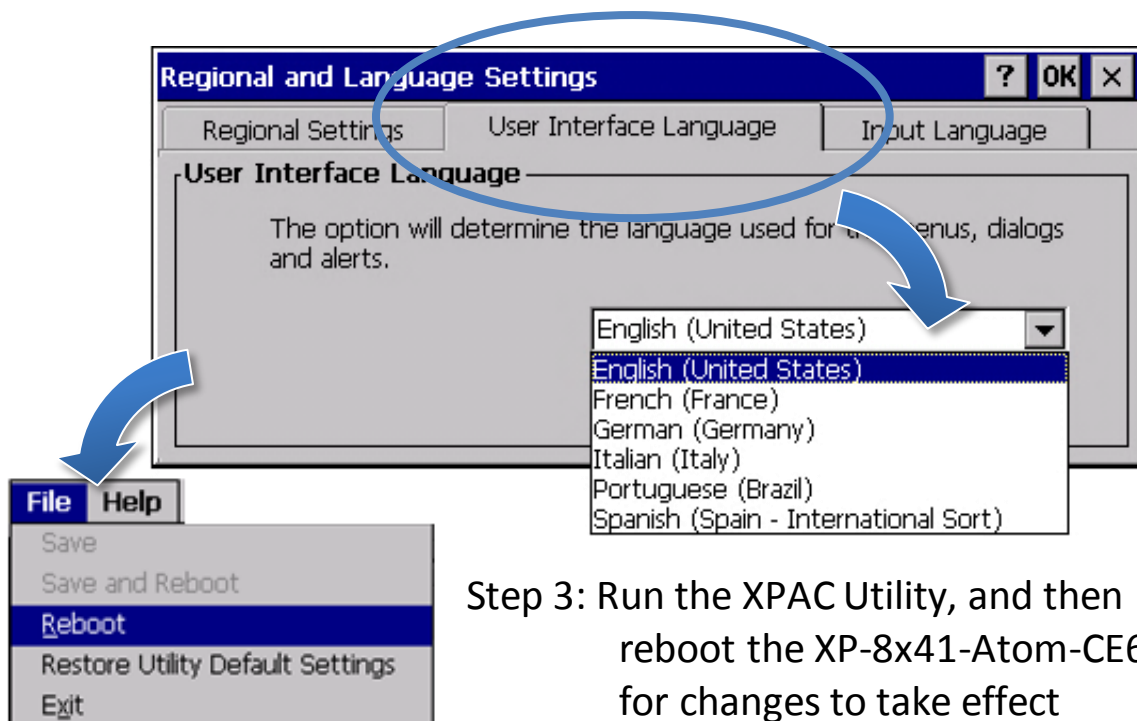 Regional and Language Settings ? OK ×
Regional Settings User Interface Language Input Language
User Interface Language
The option will determine the language used for the menus, dialogs
and alerts.
English (United States)
English (United States)
French (France)
German (Germany)
Italian (Italy)
Portuguese (Brazil)
Spanish (Spain - International Sort)
File Help
Save
Save and Reboot
Reboot
Restore Utility Default Settings
Exit
Step 3: Run the XPAC Utility, and then
reboot the XP-8x41-Atom-CE6
for changes to take effect